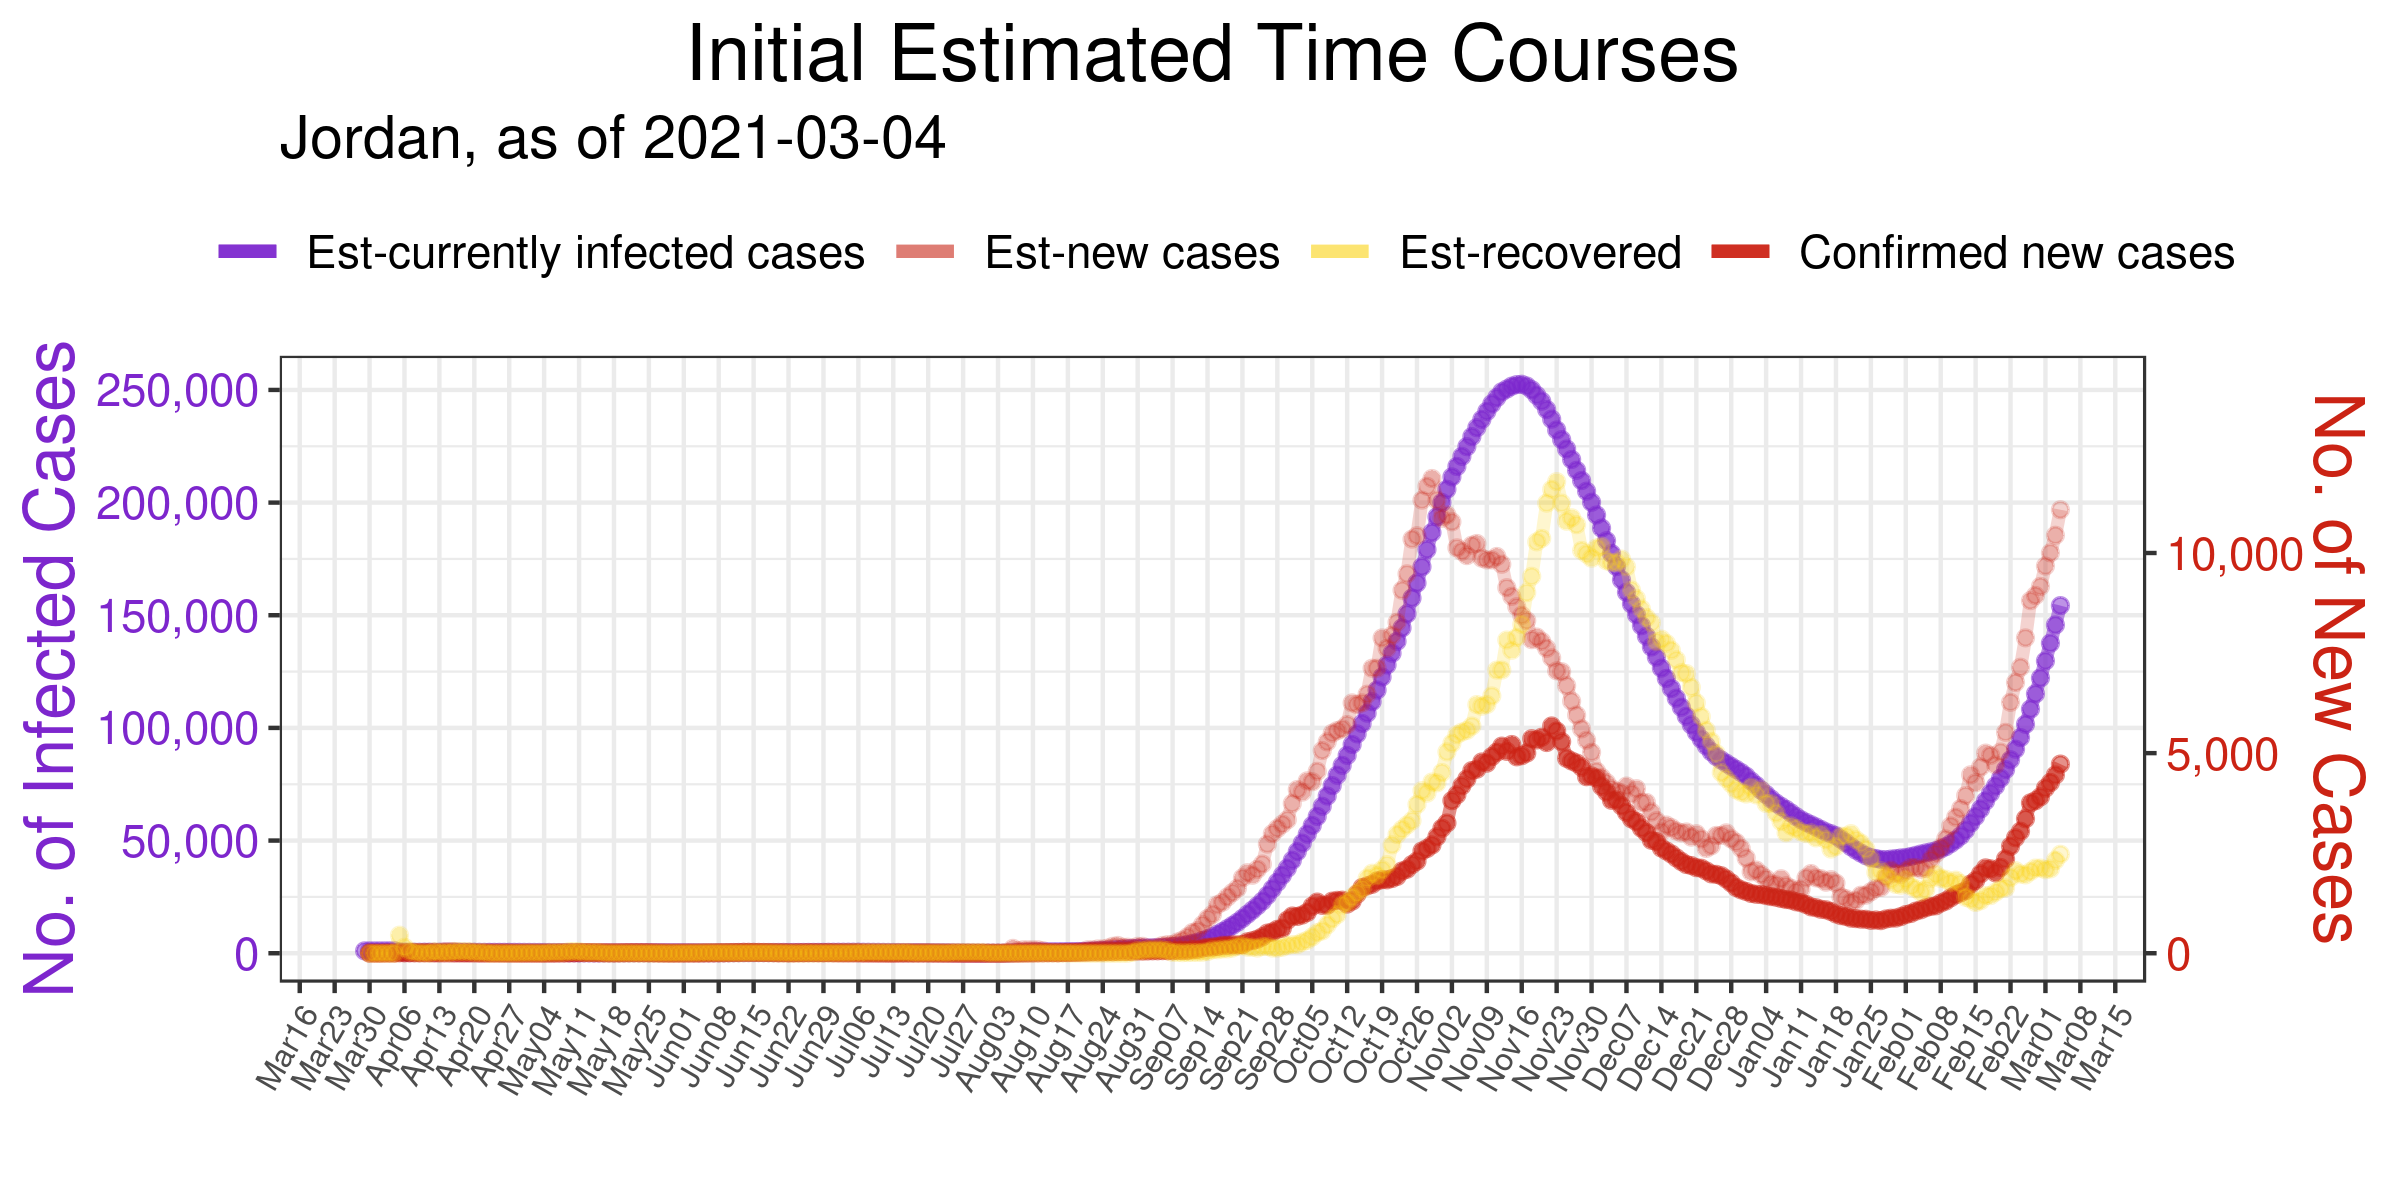 Initial Estimated Time Courses
Jordan, as of 2021-03-04
Est-currently infected cases Est-new cases Est-recovered Confirmed new cases
No. of Infected Cases
250,000
200,000
150,000
100,000
50,000
0
No. of New Cases
10,000
5,000
0
Mar16 Mar23 Mar30 Apr06 Apr13 Apr20 Apr27 May04 May11 May18 May25 Jun01 Jun08 Jun15 Jun22 Jun29 Jul06 Jul13 Jul20 Jul27 Aug03 Aug10 Aug17 Aug24 Aug31 Sep07 Sep14 Sep21 Sep28 Oct05 Oct12 Oct19 Oct26 Nov02 Nov09 Nov16 Nov23 Nov30 Dec07 Dec14 Dec21 Dec28 Jan04 Jan11 Jan18 Jan25 Feb01 Feb08 Feb15 Feb22 Mar01 Mar08 Mar15